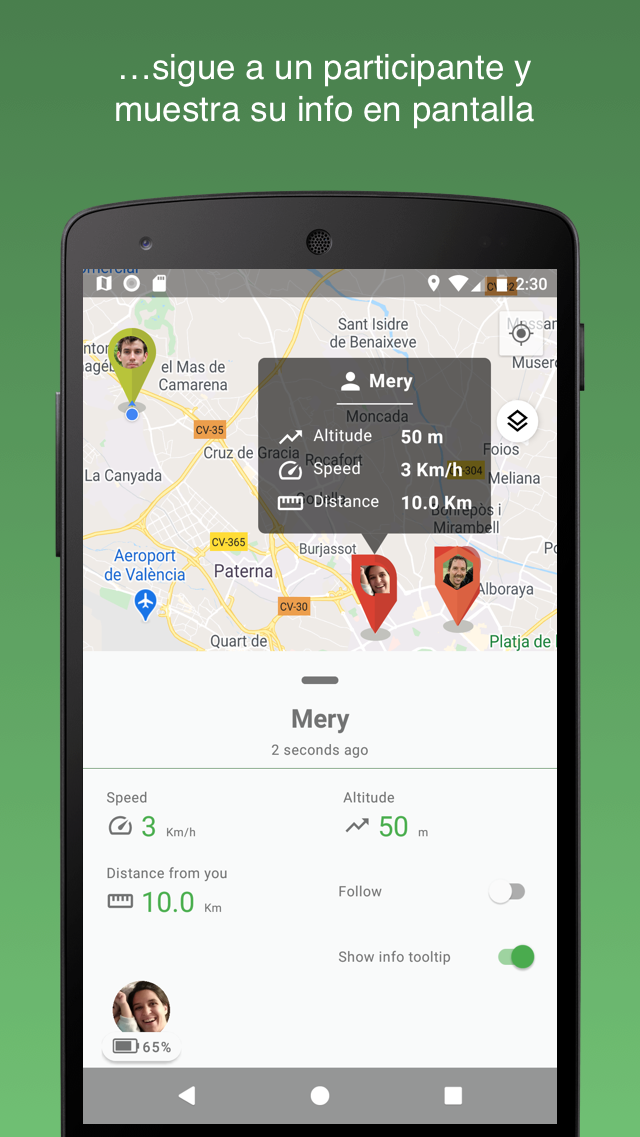 …sigue a un participante y
muestra su info en pantalla
2:30
Sant Isidre
de Benaixeve
el Mas de
Camarena
Mery
Moncada
Altitude 50 m
CV-35
Cruz de Gracia
Rocafort
Foios
Speed 3 Km/h
-304
La Canyada
Meliana
Distance 10.0 Km
Bonrepòs i
Mirambell
CV-365
Burjassot
Aeroport
de València
Paterna
Alboraya
CV-30
Quart de
Platja de
Mery
2 seconds ago
Speed
3 Km/h
Altitude
50 m
Distance from you
10.0 Km
Follow
Show info tooltip
65%